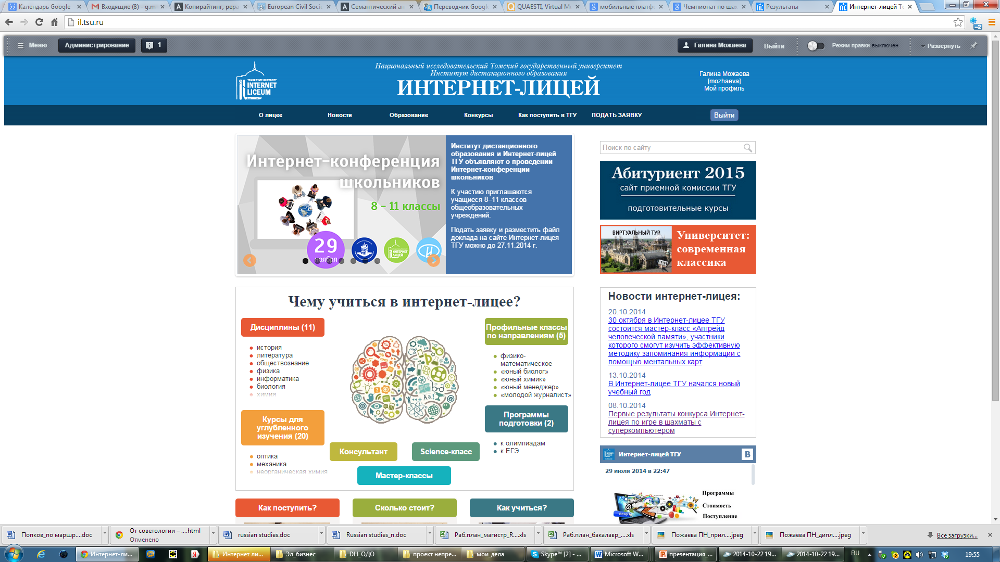 Календарь Google
Входящие (8) - g.m
Копирайтинг, рера
European Civil Socie
Семантический ан
Переводчик Google
QUAESTI, Virtual Mu
мобильные платфо
Чемпионат по шах
Результаты
Интернет-лицей То
il.tsu.ru
Меню
Администрирование
1
Галина Можаева
Выйти
Режим правки выключен
Развернуть
TOMSK STATE UNIVERSITY
INTERNET
LICEUM
Национальный исследовательский Томский государственный университет
Институт дистанционного образования
ИНТЕРНЕТ-ЛИЦЕЙ
Галина Можаева
[mozhaeva]
Мой профиль
О лицее
Новости
Образование
Конкурсы
Как поступить в ТГУ
ПОДАТЬ ЗАЯВКУ
Выйти
Интернет-конференция
школьников
8 - 11 классы
29
ноября
ИНТЕРНЕТ
ЛИЦЕЙ
Институт дистанционного
образования и Интернет-лицей
ТГУ объявляют о проведении
Интернет-конференции
школьников
К участию приглашаются
учащиеся 8–11 классов
общеобразовательных
учреждений.
Подать заявку и разместить файл
доклада на сайте Интернет-лицея
ТГУ можно до 27.11.2014 г.
Поиск по сайту
Абитуриент 2015
сайт приемной комиссии ТГУ
подготовительные курсы
ВИРТУАЛЬНЫЙ ТУР
Университет:
современная
классика
Чему учиться в интернет-лицее?
Дисциплины (11)
история
литература
обществознание
физика
информатика
биология
химия
Курсы для
углубленного
изучения (20)
оптика
механика
неорганическая химия
Консультант
Science-класс
Мастер-классы
Профильные классы
по направлениям (5)
физико-
математическое
«юный биолог»
«юный химик»
«юный менеджер»
«молодой журналист»
Программы
подготовки (2)
к олимпиадам
к ЕГЭ
Новости интернет-лицея:
20.10.2014
30 октября в Интернет-лицее ТГУ
состоится мастер-класс «Апгрейд
человеческой памяти», участники
которого смогут изучить эффективную
методику запоминания информации с
помощью ментальных карт
13.10.2014
В Интернет-лицее ТГУ начался новый
учебный год
08.10.2014
Первые результаты конкурса Интернет-
лицея по игре в шахматы с
суперкомпьютером
Интернет-лицей ТГУ
В
29 июля 2014 в 22:47
Программы
Стоимость
Поступление
SEND
Как поступить?
Сколько стоит?
Как учиться?
Попков_по маршр....doc
От советологии – ....html
Отменено
russian studies.doc
Russian studies_n.doc
Раб.план_магистр_R....xls
Раб.план_бакалавр_....xls
Пожаева ПН_прил....jpeg
Пожаева ПН_дипл....jpeg
Все загрузки...
Интернет-ли...
Интернет ли...
Эл_бизнес
DH_ОДО
проект непре...
мои_дела
Skype™ [2] - ...
Microsoft W...
презентация_...
2014-10-22 19...
2014-10-22 19...
RU
19:55